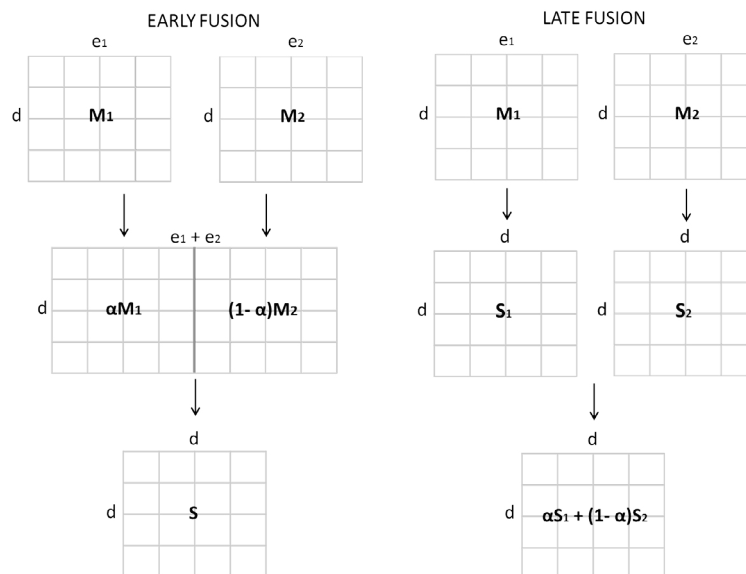 EARLY FUSION
e1
e2
d
M1
d
M2
e1 + e2
d
αM1
(1- α)M2
d
d
S
LATE FUSION
e1
e2
d
M1
d
M2
d
d
d
S1
d
S2
d
d
αS1 + (1- α)S2